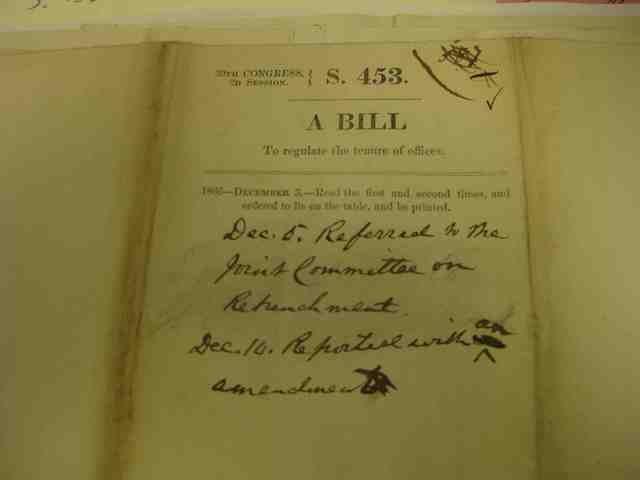 39TH CONGRESS, 2D SESSION. S. 453.
A BILL
To regulate the tenure of offices.
1866—DECEMBER 3.—Read the first and second times, and
ordered to lie on the table, and be printed.
Dec. 5. Referred to the
Joint Committee on
Retrenchment.
Dec. 10. Reported with an
amendment